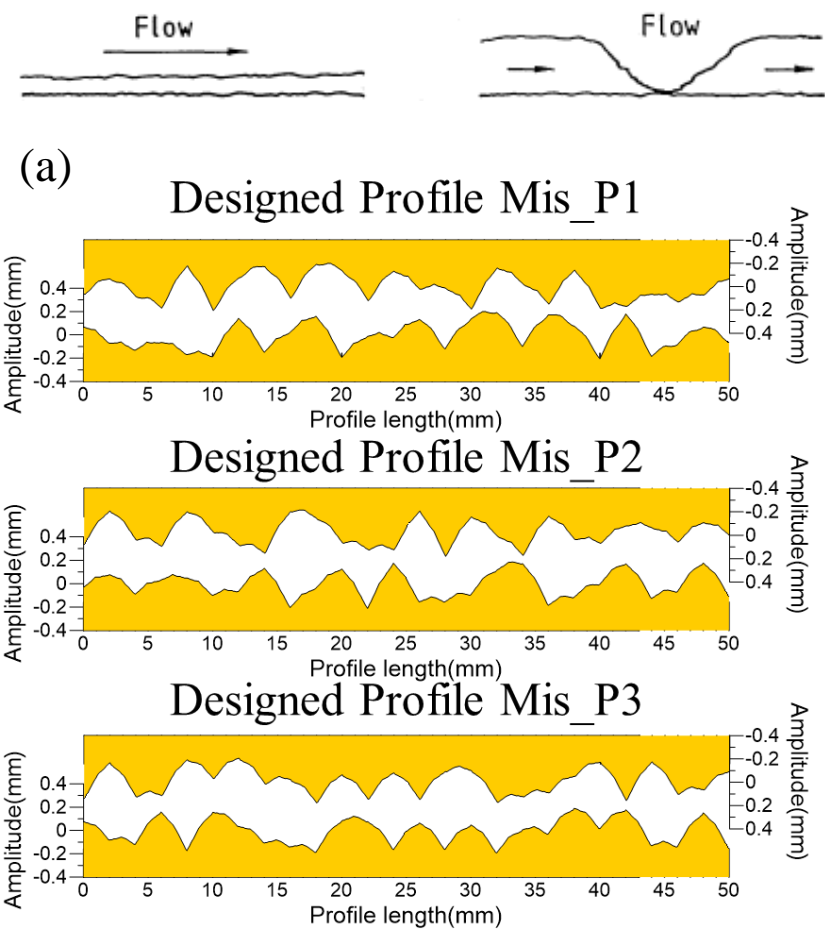 Flow
Flow
(a)
Designed Profile Mis_P1
Amplitude(mm)
0.4
0.2
0
-0.2
-0.4
-0.4
-0.2
0
0.2
0.4
Amplitude(mm)
0 5 10 15 20 25 30 35 40 45 50
Profile length(mm)
Designed Profile Mis_P2
Amplitude(mm)
0.4
0.2
0
-0.2
-0.4
-0.4
-0.2
0
0.2
0.4
Amplitude(mm)
0 5 10 15 20 25 30 35 40 45 50
Profile length(mm)
Designed Profile Mis_P3
Amplitude(mm)
0.4
0.2
0
-0.2
-0.4
-0.4
-0.2
0
0.2
0.4
Amplitude(mm)
0 5 10 15 20 25 30 35 40 45 50
Profile length(mm)